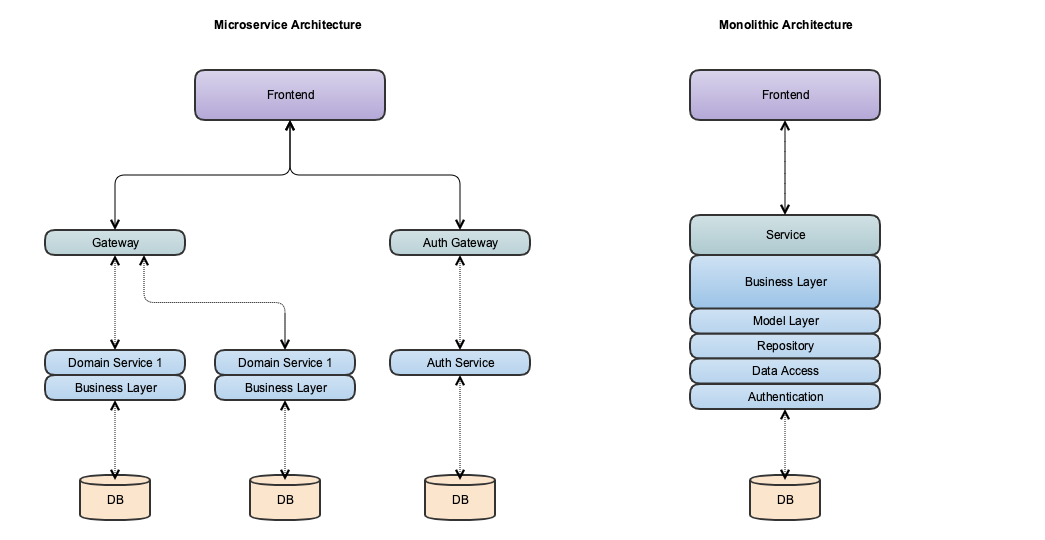 Microservice Architecture
Monolithic Architecture
Frontend
Frontend
Gateway
Auth Gateway
Service
Business Layer
Model Layer
Repository
Data Access
Authentication
Domain Service 1
Business Layer
Domain Service 1
Business Layer
Auth Service
DB
DB
DB
DB